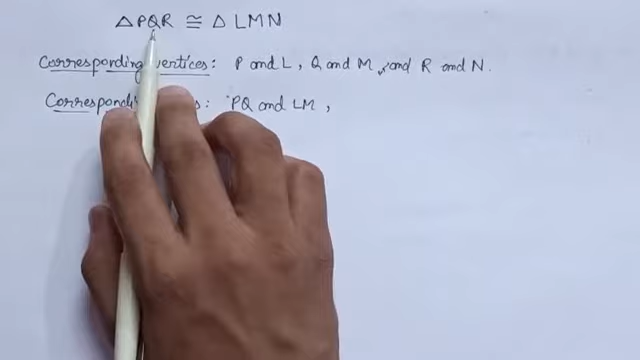 △ PQR ≅ △ LMN
Corresponding vertices: P and L, Q and M, and R and N.
PQ and LM,